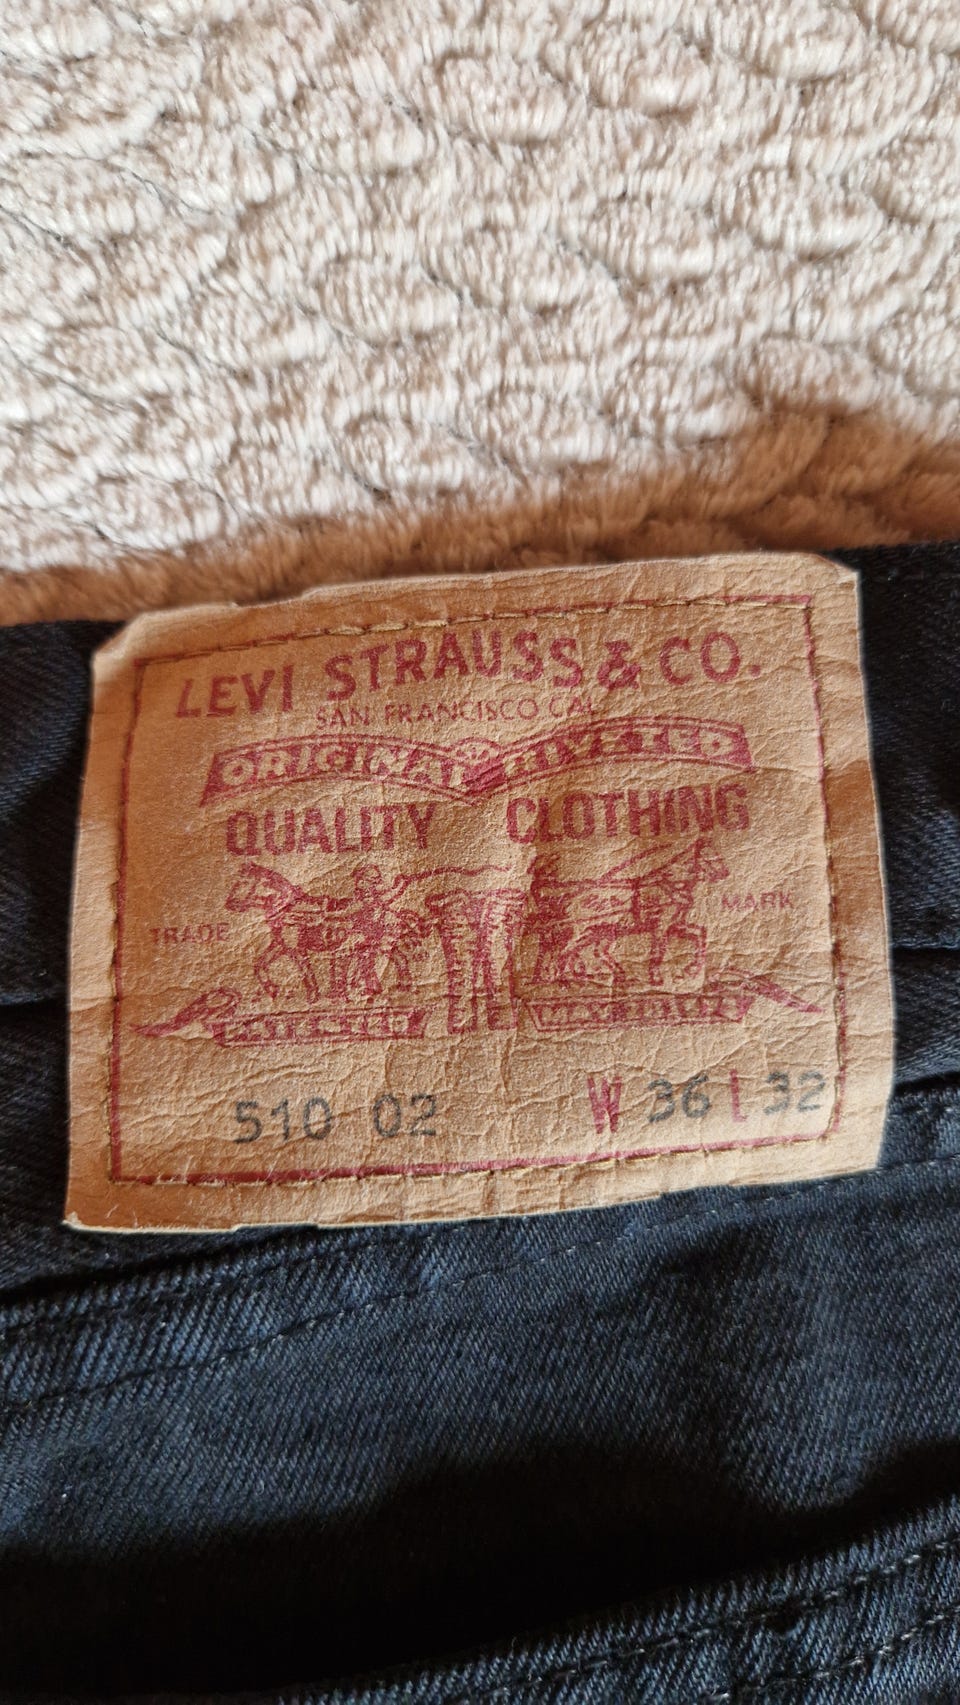 LEVI STRAUSS & CO.
SAN FRANCISCO CAL
ORIGINAL RIVETED
QUALITY CLOTHING
TRADE MARK
510 02 W 36 L 32